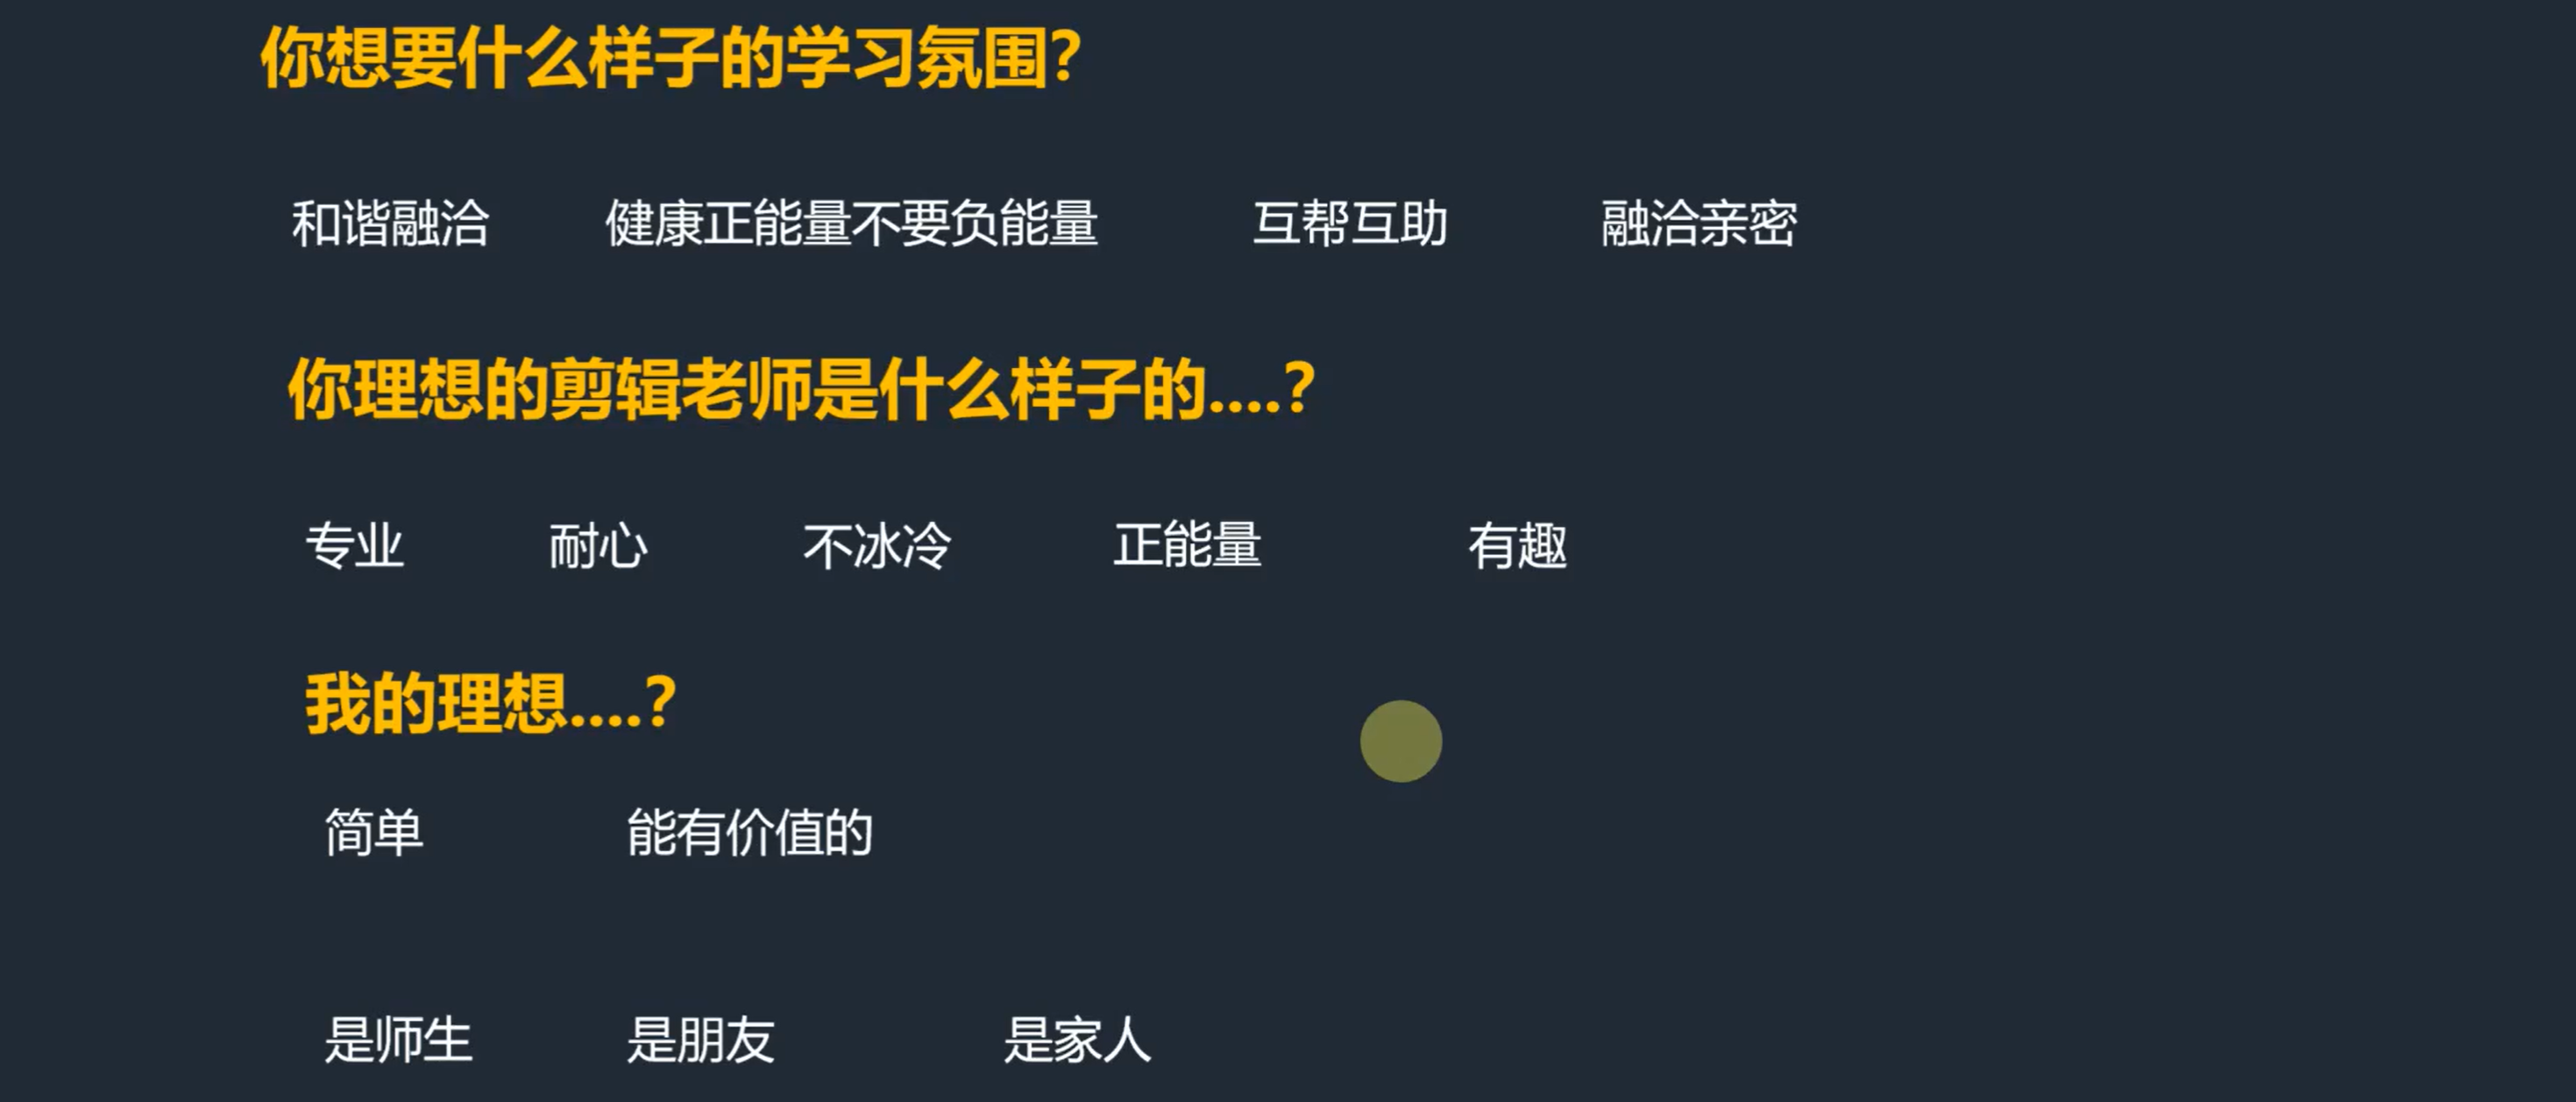 你想要什么样子的学习氛围?
和谐融洽 健康正能量不要负能量 互帮互助 融洽亲密
你理想的剪辑老师是什么样子的....?
专业 耐心 不冰冷 正能量 有趣
我的理想....?
简单 能有价值的
是师生 是朋友 是家人